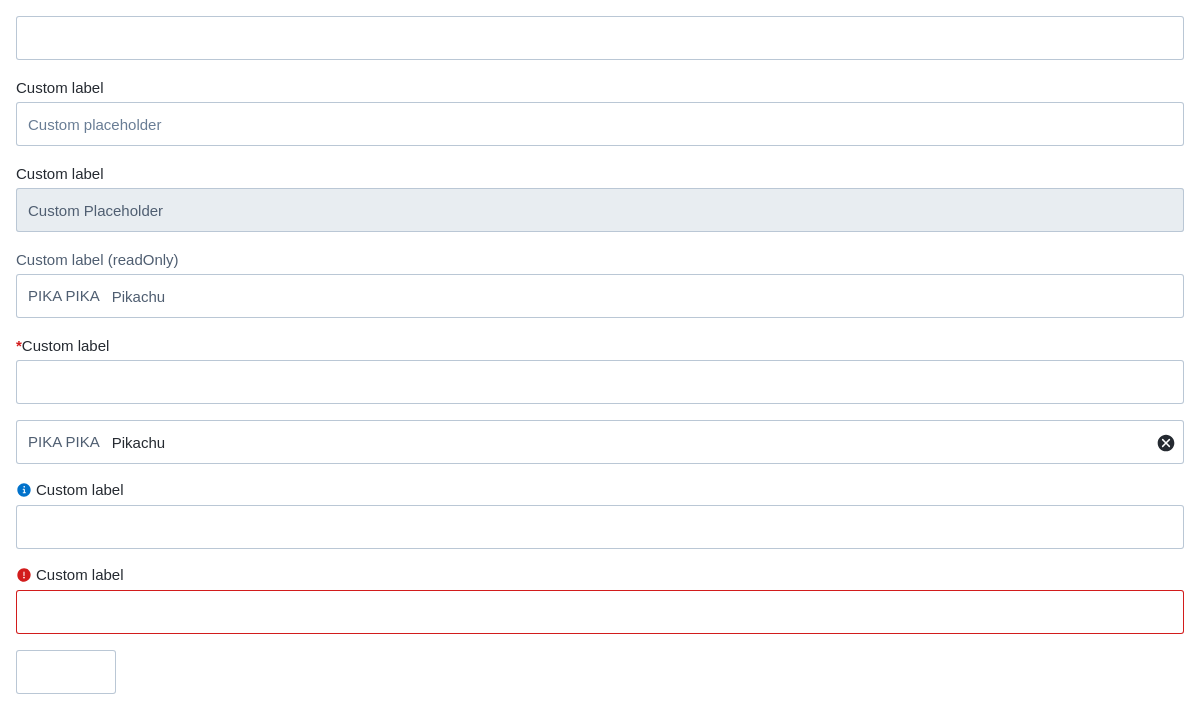 Custom label
Custom placeholder
Custom label
Custom Placeholder
Custom label (readOnly)
PIKA PIKA Pikachu
*Custom label
PIKA PIKA Pikachu
Custom label
Custom label